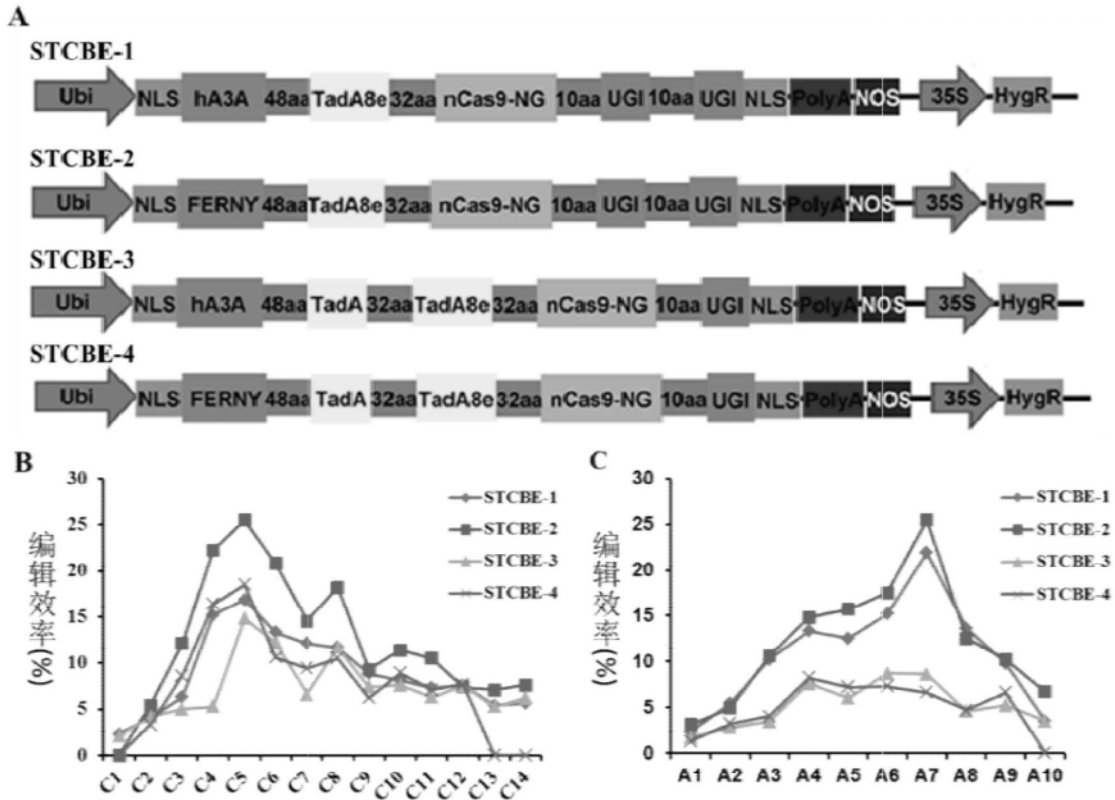 A
STCBE-1
Ubi NLS hA3A 48aa TadA8e 32aa nCas9-NG 10aa UGI 10aa UGI NLS PolyA NOS 35S HygR
STCBE-2
Ubi NLS FERNY 48aa TadA8e 32aa nCas9-NG 10aa UGI 10aa UGI NLS PolyA NOS 35S HygR
STCBE-3
Ubi NLS hA3A 48aa TadA 32aa TadA8e 32aa nCas9-NG 10aa UGI NLS PolyA NOS 35S HygR
STCBE-4
Ubi NLS FERNY 48aa TadA 32aa TadA8e 32aa nCas9-NG 10aa UGI NLS PolyA NOS 35S HygR
B
编辑效率(%)
30
25
20
15
10
5
0
STCBE-1
STCBE-2
STCBE-3
STCBE-4
C1 C2 C3 C4 C5 C6 C7 C8 C9 C10 C11 C12 C13 C14
C
编辑效率(%)
30
25
20
15
10
5
0
STCBE-1
STCBE-2
STCBE-3
STCBE-4
A1 A2 A3 A4 A5 A6 A7 A8 A9 A10